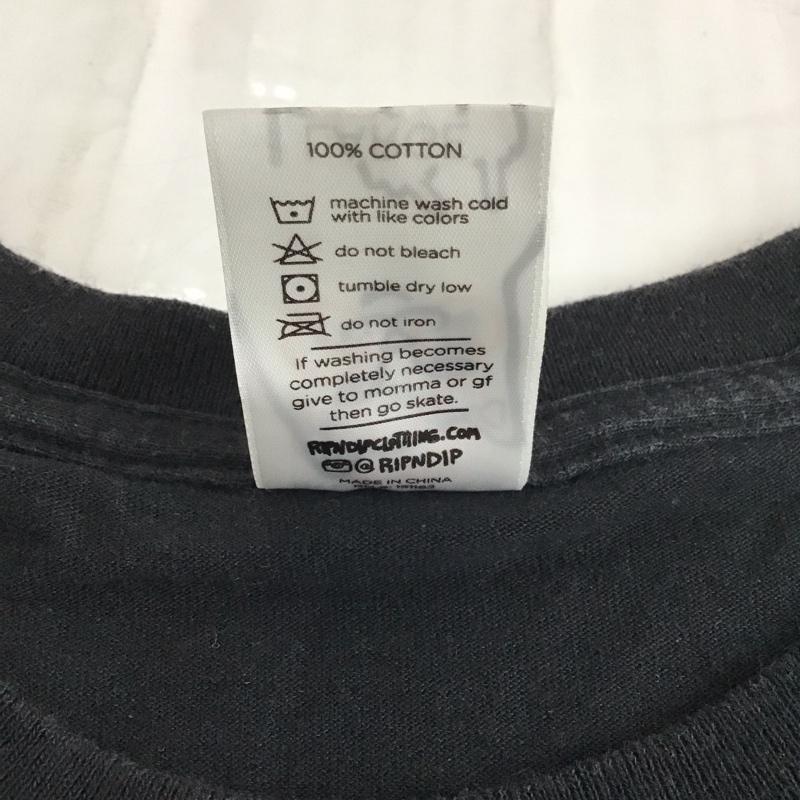 100% COTTON
machine wash cold
with like colors
do not bleach
tumble dry low
do not iron
If washing becomes
completely necessary
give to momma or gf
then go skate.
RIPNDIPCLOTHING.COM
@RIPNDIP
MADE IN CHINA